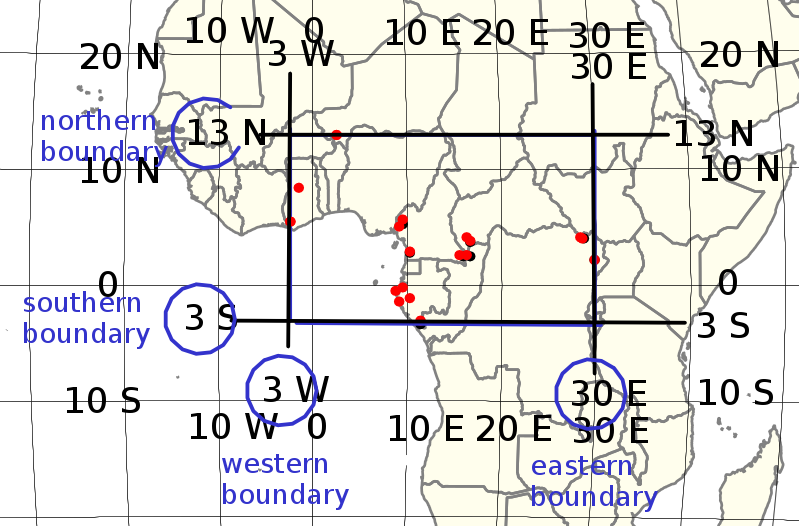 10 W 0 10 E 20 E 30 E
3 W 30 E
20 N 20 N
northern
boundary
13 N 13 N
10 N 10 N
0 0
southern
boundary
3 S 3 S
3 W 30 E
10 S 10 S
10 W 0 10 E 20 E 30 E
western
boundary
eastern
boundary